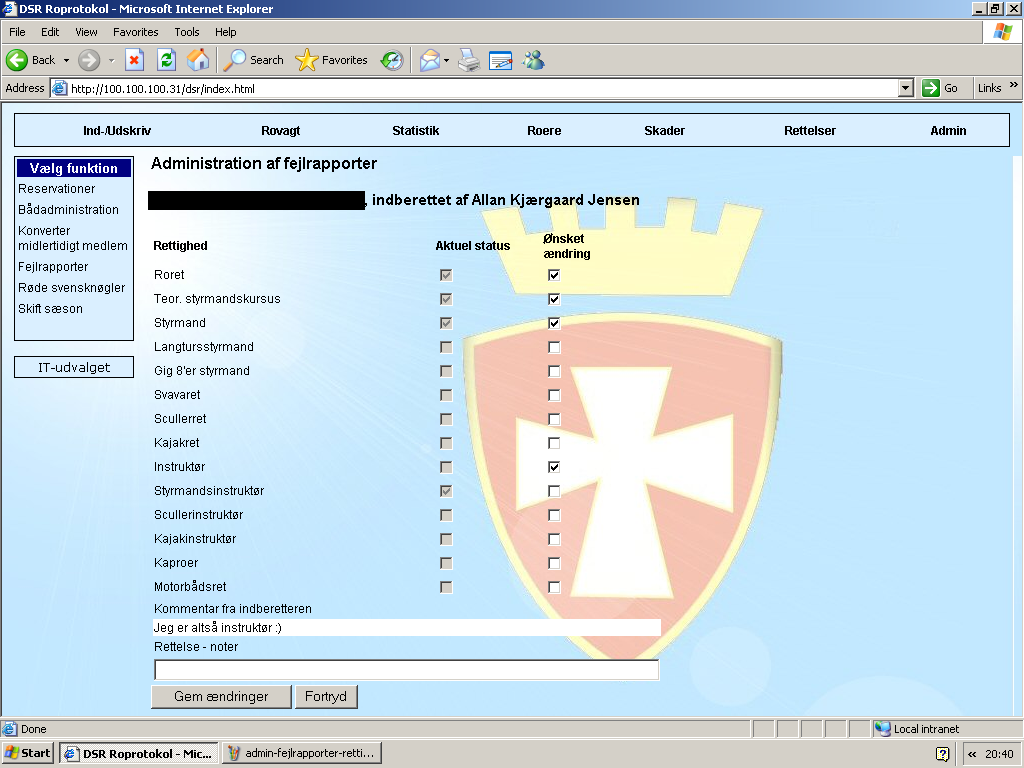 DSR Roprotokol - Microsoft Internet Explorer
File Edit View Favorites Tools Help
Back Search Favorites
Address http://100.100.100.31/dsr/index.html Go Links »
Ind-/Udskriv Rovagt Statistik Roere Skader Rettelser Admin
Vælg funktion
Reservationer
Bådadministration
Konverter
midlertidigt medlem
Fejlrapporter
Røde svensknøgler
Skift sæson
IT-udvalget
Administration af fejlrapporter
, indberettet af Allan Kjærgaard Jensen
Rettighed Aktuel status Ønsket
ændring
Roret
Teor. styrmandskursus
Styrmand
Langtursstyrmand
Gig 8'er styrmand
Svavaret
Scullerret
Kajakret
Instruktør
Styrmandsinstruktør
Scullerinstruktør
Kajakinstruktør
Kaproer
Motorbådsret
Kommentar fra indberetteren
Jeg er altså instruktør :)
Rettelse - noter
Gem ændringer Fortryd
Done Local intranet
Start DSR Roprotokol - Mic... admin-fejlrapporter-retti... « 20:40